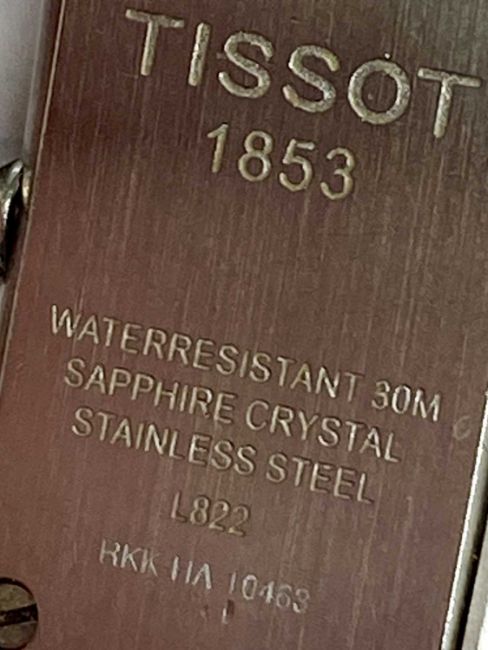 TISSOT
1853
WATERRESISTANT 30M
SAPPHIRE CRYSTAL
STAINLESS STEEL
L822
RKK HA 10463